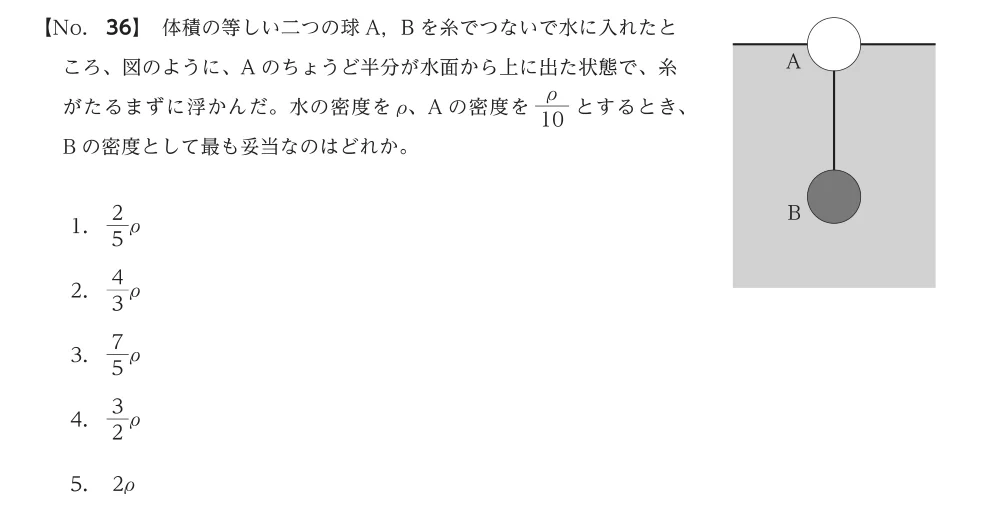 【No. 36】 体積の等しい二つの球 A, B を糸でつないで水に入れたと
ころ、図のように、A のちょうど半分が水面から上に出た状態で、糸
がたるまずに浮かんだ。水の密度を ρ、A の密度を ρ/10 とするとき、
B の密度として最も妥当なのはどれか。
1. 2/5 ρ
2. 4/3 ρ
3. 7/5 ρ
4. 3/2 ρ
5. 2ρ
A
B